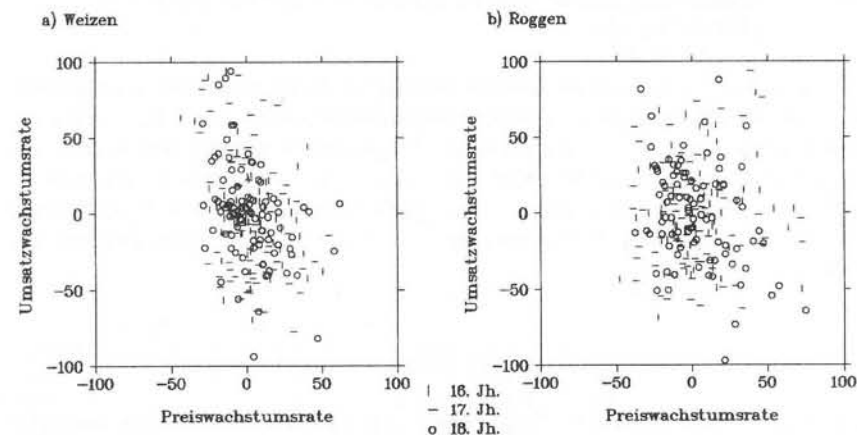 a) Weizen
b) Roggen
Umsatzwachstumsrate
100
50
0
−50
−100
−100
−50
0
50
100
Preiswachstumsrate
Umsatzwachstumsrate
100
50
0
−50
−100
−100
−50
0
50
100
Preiswachstumsrate
| 16. Jh.
— 17. Jh.
o 18. Jh.